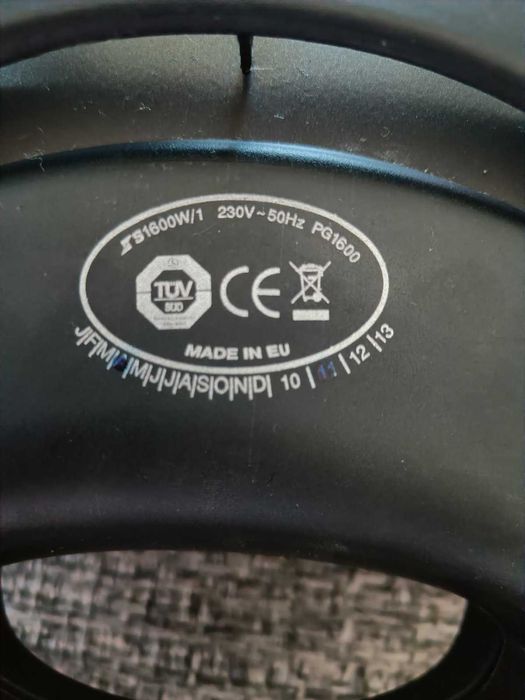 S1600W/1 230V~50Hz PG1600
TÜV
SÜD
CE
MADE IN EU
J|F|M|A|M|J|J|A|S|O|N|D| 10 | 11 | 12 | 13